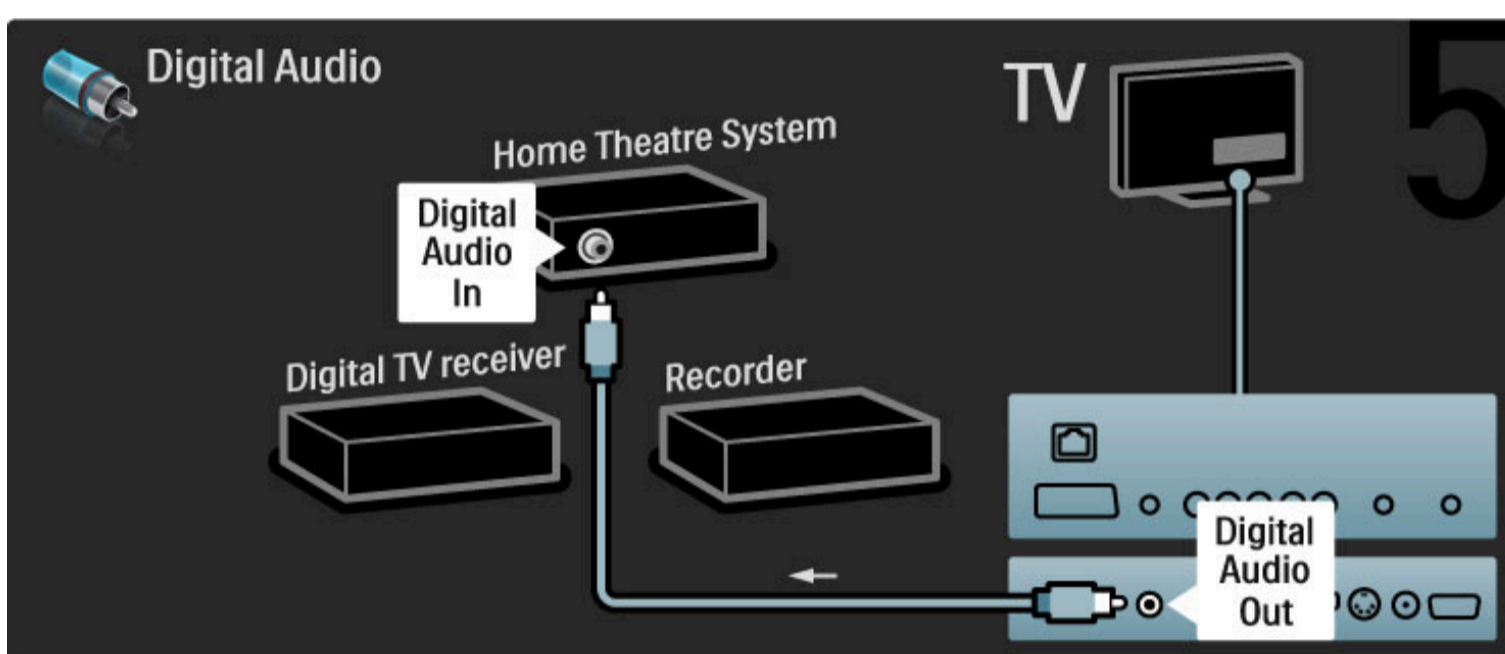 Digital Audio
TV
5
Home Theatre System
Digital
Audio
In
Digital TV receiver
Recorder
Digital
Audio
Out